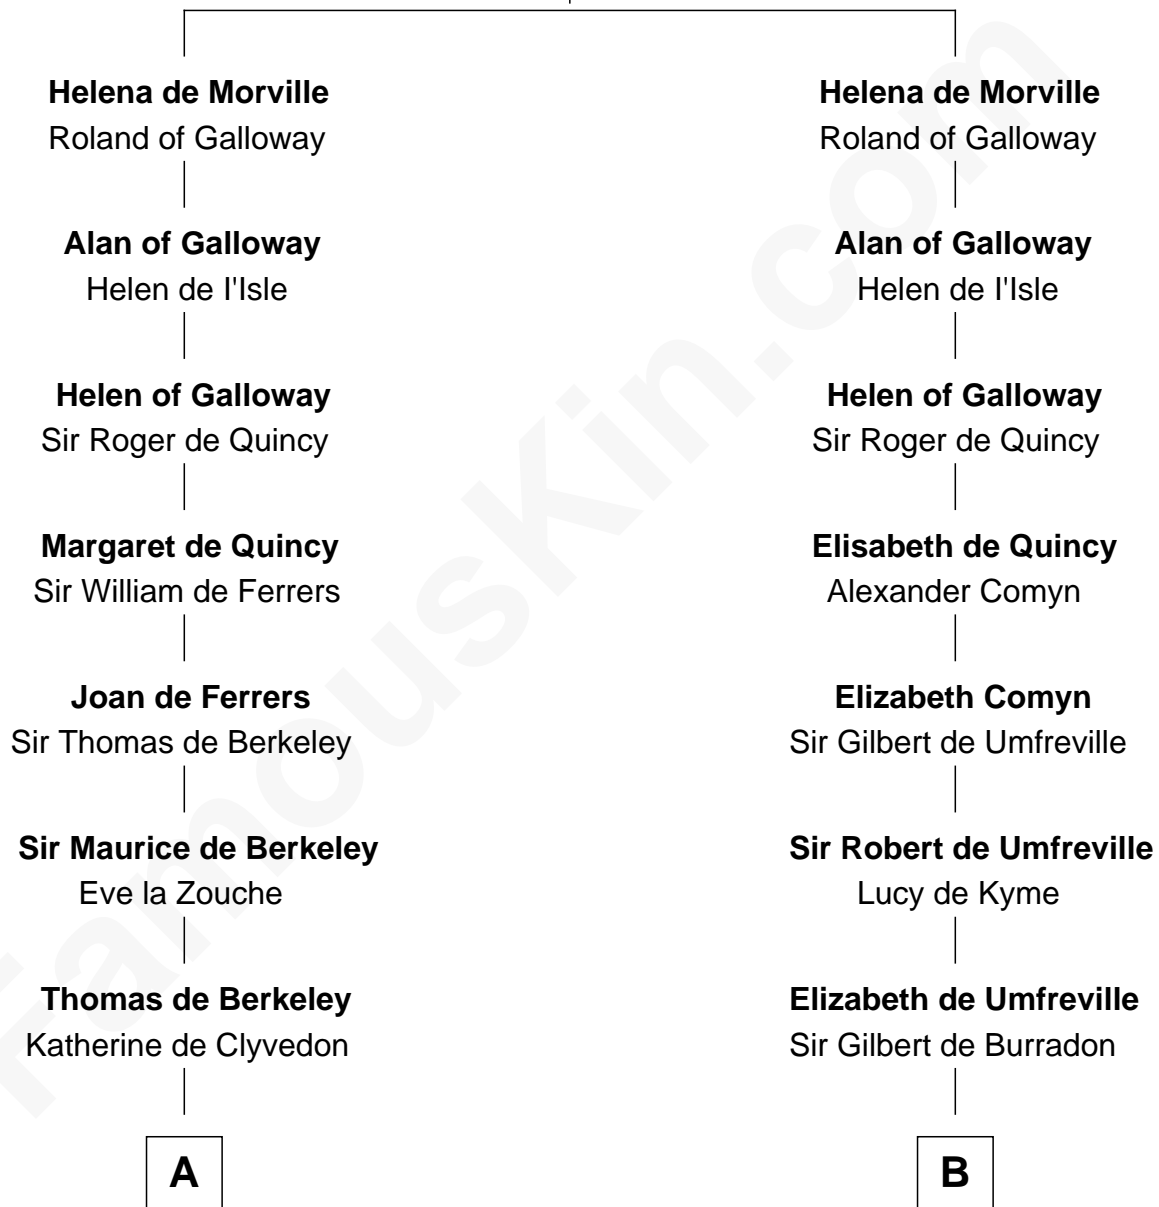 Helena de Morville
Roland of Galloway
Alan of Galloway
Helen de I'Isle
Helen of Galloway
Sir Roger de Quincy
Margaret de Quincy
Sir William de Ferrers
Joan de Ferrers
Sir Thomas de Berkeley
Sir Maurice de Berkeley
Eve la Zouche
Thomas de Berkeley
Katherine de Clyvedon
A
Helena de Morville
Roland of Galloway
Alan of Galloway
Helen de I'Isle
Helen of Galloway
Sir Roger de Quincy
Elisabeth de Quincy
Alexander Comyn
Elizabeth Comyn
Sir Gilbert de Umfreville
Sir Robert de Umfreville
Lucy de Kyme
Elizabeth de Umfreville
Sir Gilbert de Burradon
B
FamousKin.com